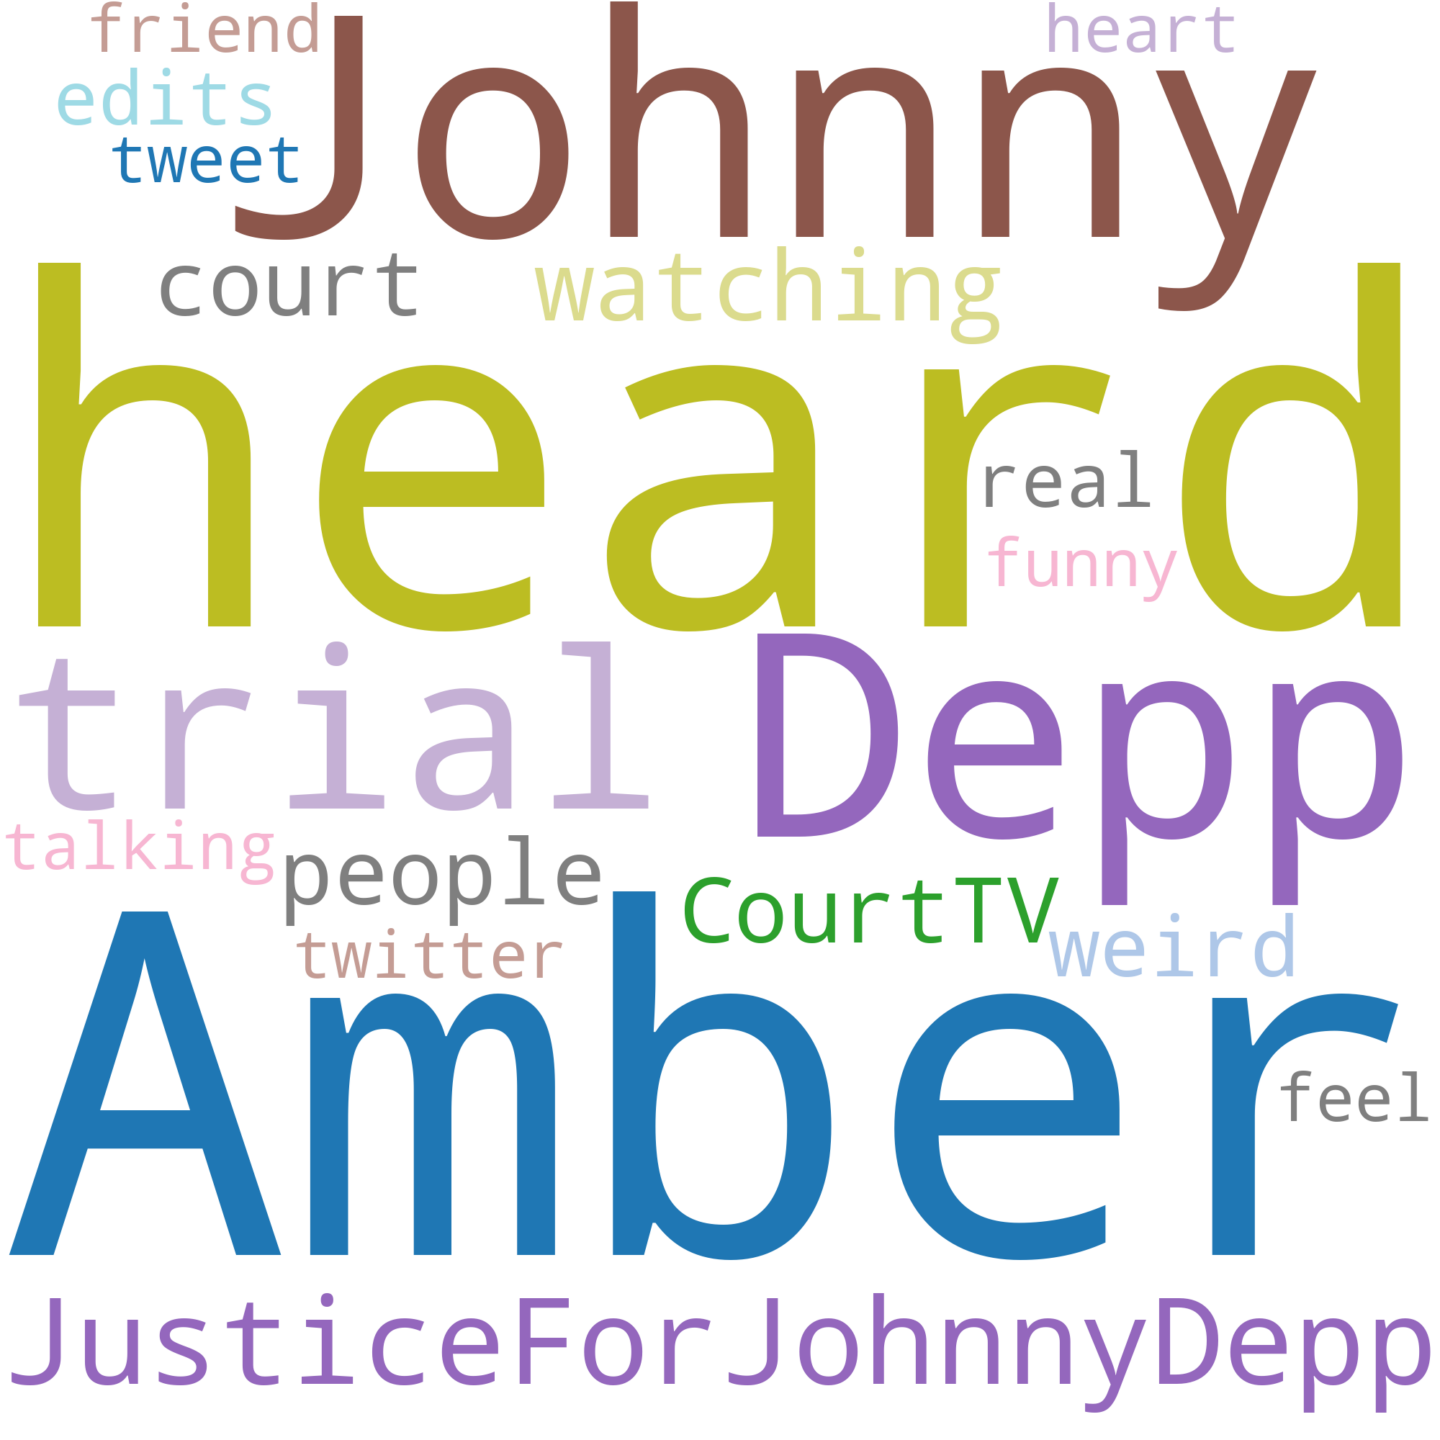 friend
heart
Johnny
edits
tweet
court
watching
heard
real
funny
trial
Depp
talking
people
CourtTV
twitter
weird
Amber
feel
JusticeForJohnnyDepp